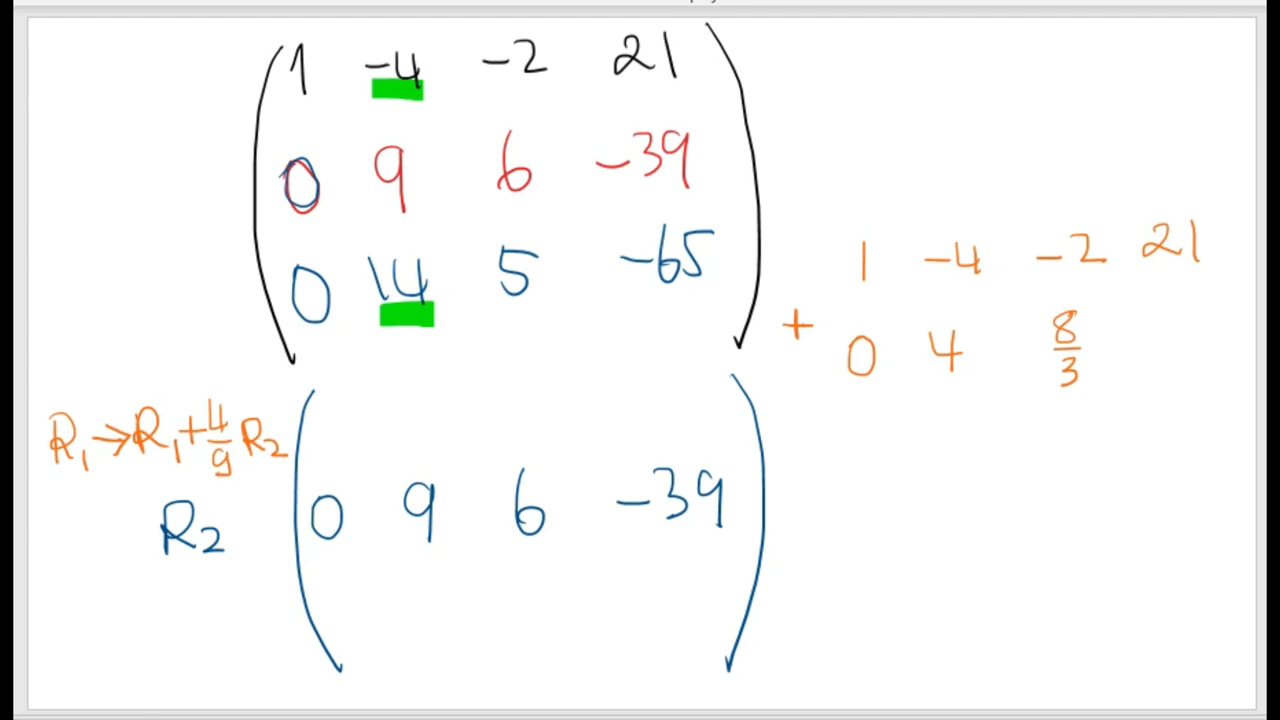 1 -4 -2 21
0 9 6 -39
0 14 5 -65
1 -4 -2 21
+ 0 4 8/3
R₁→R₁+4/9 R₂
R₂ 0 9 6 -39